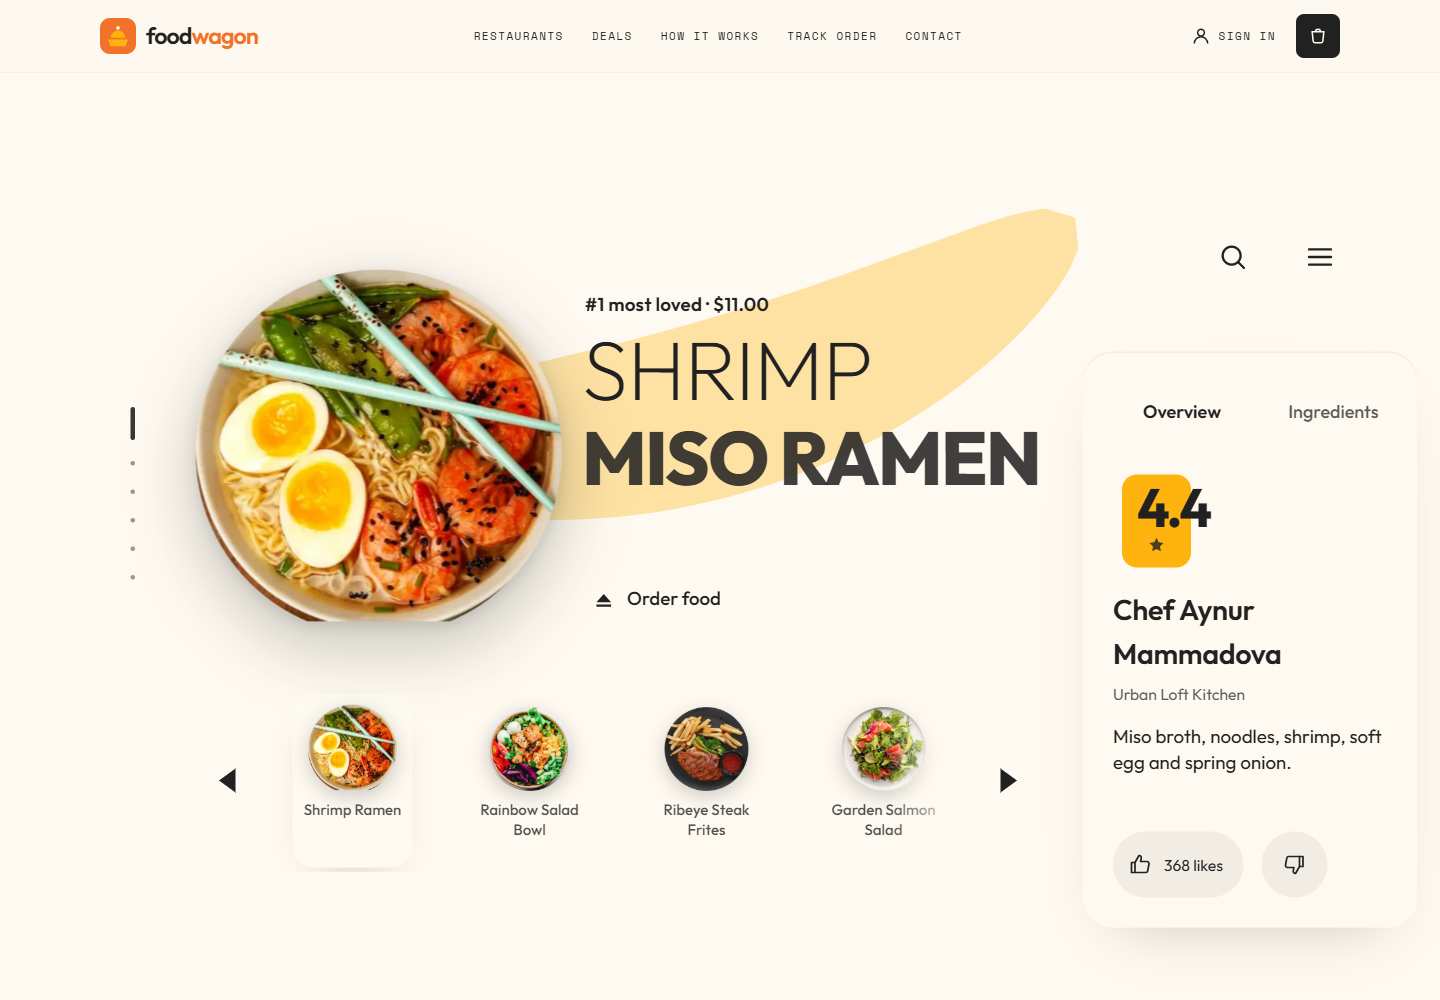 foodwagon
RESTAURANTS DEALS HOW IT WORKS TRACK ORDER CONTACT
SIGN IN
#1 most loved · $11.00
SHRIMP
MISO RAMEN
Order food
Shrimp Ramen
Rainbow Salad
Bowl
Ribeye Steak
Frites
Garden Salmon
Salad
Overview Ingredients
4.4
Chef Aynur
Mammadova
Urban Loft Kitchen
Miso broth, noodles, shrimp, soft
egg and spring onion.
368 likes